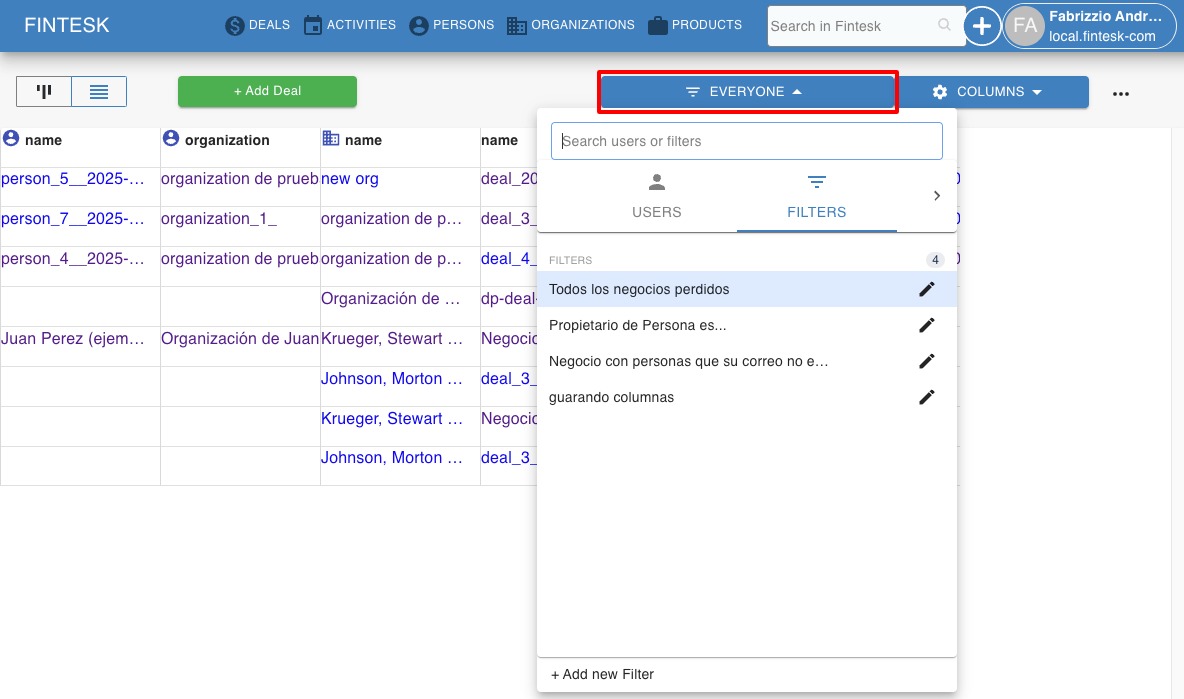 FINTESK
DEALS
ACTIVITIES
PERSONS
ORGANIZATIONS
PRODUCTS
Search in Fintesk
FA
Fabrizzio Andr...
local.fintesk-com
+ Add Deal
EVERYONE
COLUMNS
name
organization
name
name
person_5__2025-...
organization de prueb
new org
deal_20
person_7__2025-...
organization_1_
organization de p...
deal_3_
person_4__2025-...
organization de prueb
organization de p...
deal_4_
Organización de ...
dp-deal-
Juan Perez (ejem...
Organización de Juan
Krueger, Stewart ...
Negocio
Johnson, Morton ...
deal_3_
Krueger, Stewart ...
Negocio
Johnson, Morton ...
deal_3_
Search users or filters
USERS
FILTERS
FILTERS
4
Todos los negocios perdidos
Propietario de Persona es...
Negocio con personas que su correo no e...
guarando columnas
+ Add new Filter